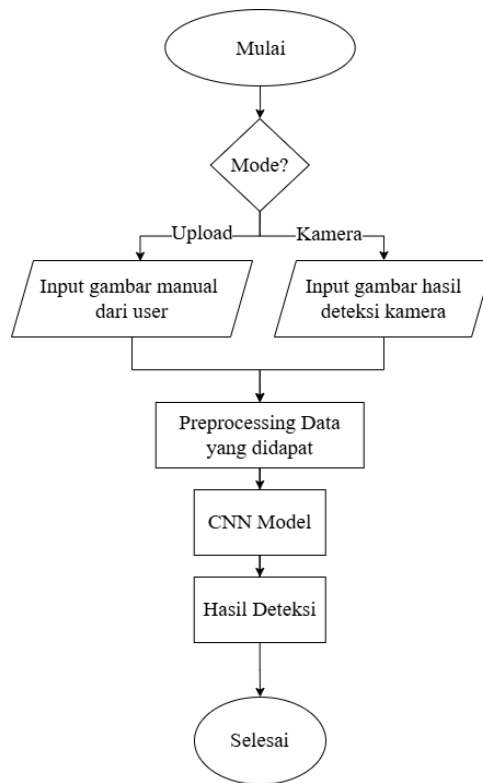 Mulai
Mode?
Upload
Kamera
Input gambar manual
dari user
Input gambar hasil
deteksi kamera
Preprocessing Data
yang didapat
CNN Model
Hasil Deteksi
Selesai